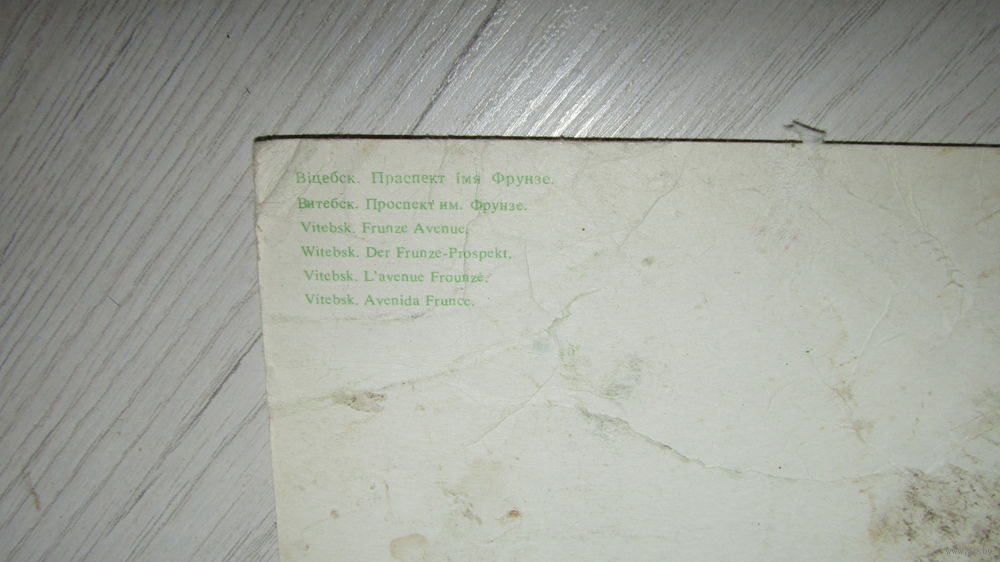 Віцебск. Праспект імя Фрунзе.
Витебск. Проспект им. Фрунзе.
Vitebsk. Frunze Avenue.
Witebsk. Der Frunze-Prospekt.
Vitebsk. L'avenue Frounze.
Vitebsk. Avenida Frunce.